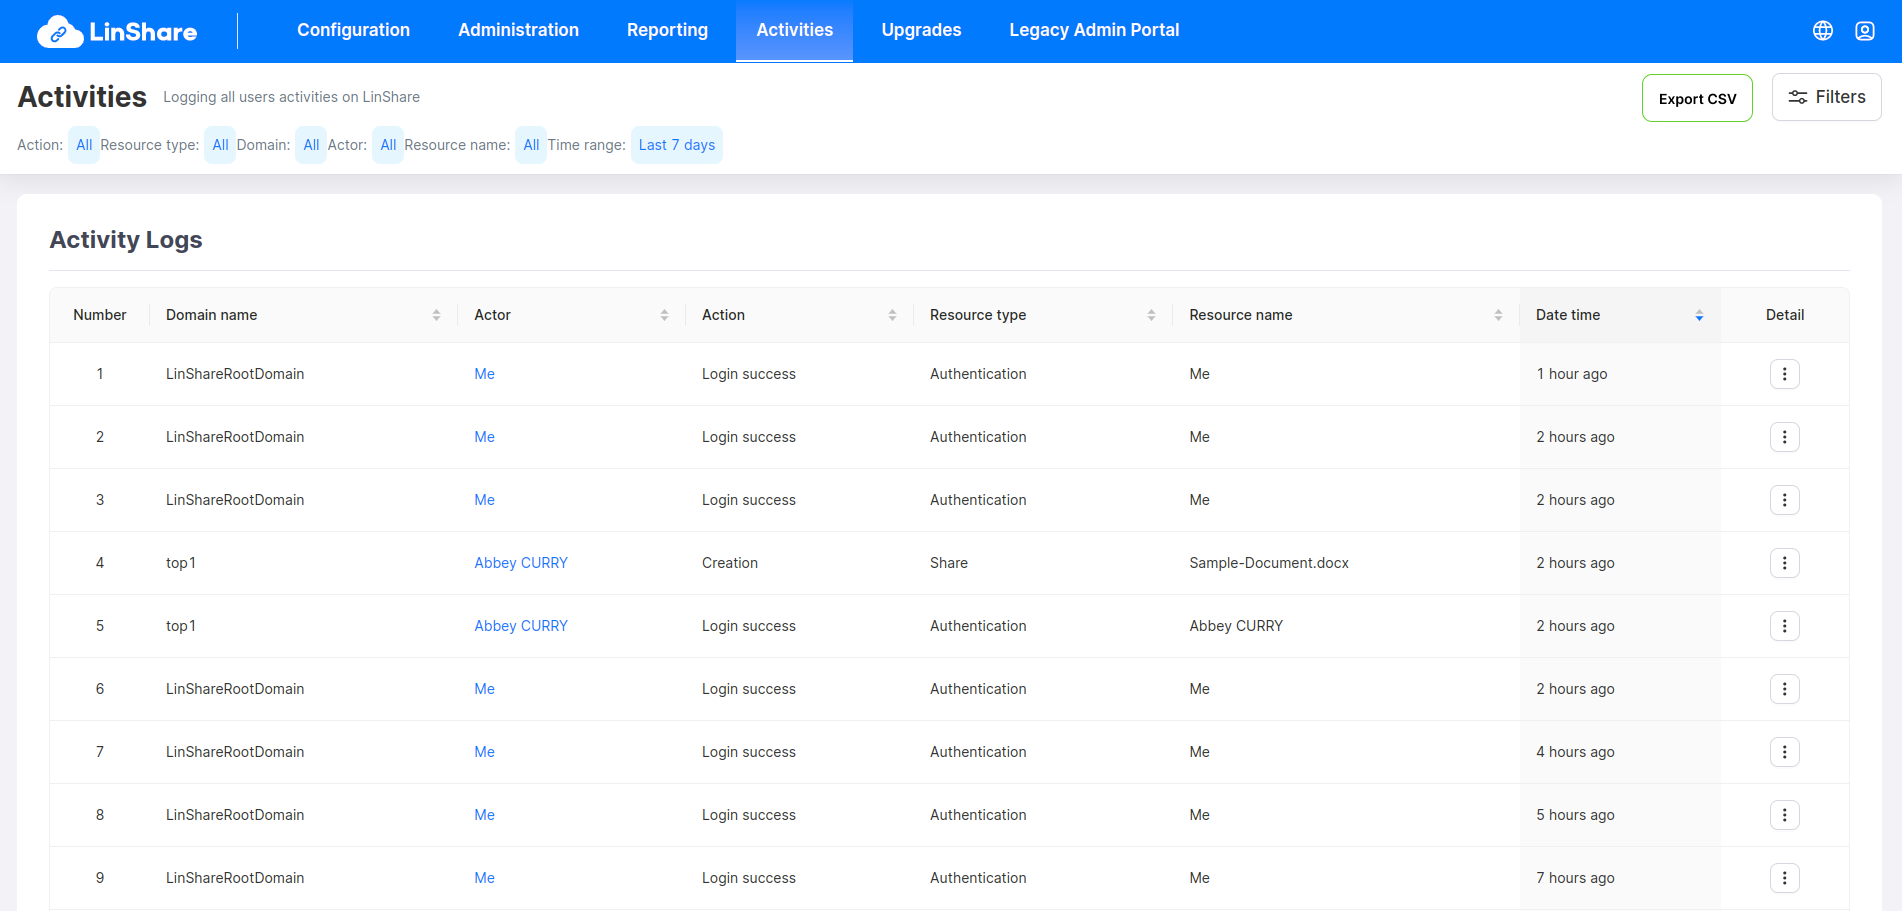 LinShare Configuration Administration Reporting Activities Upgrades Legacy Admin Portal
Activities Logging all users activities on LinShare Export CSV Filters
Action: All Resource type: All Domain: All Actor: All Resource name: All Time range: Last 7 days
Activity Logs
Number Domain name Actor Action Resource type Resource name Date time Detail
1 LinShareRootDomain Me Login success Authentication Me 1 hour ago
2 LinShareRootDomain Me Login success Authentication Me 2 hours ago
3 LinShareRootDomain Me Login success Authentication Me 2 hours ago
4 top1 Abbey CURRY Creation Share Sample-Document.docx 2 hours ago
5 top1 Abbey CURRY Login success Authentication Abbey CURRY 2 hours ago
6 LinShareRootDomain Me Login success Authentication Me 2 hours ago
7 LinShareRootDomain Me Login success Authentication Me 4 hours ago
8 LinShareRootDomain Me Login success Authentication Me 5 hours ago
9 LinShareRootDomain Me Login success Authentication Me 7 hours ago